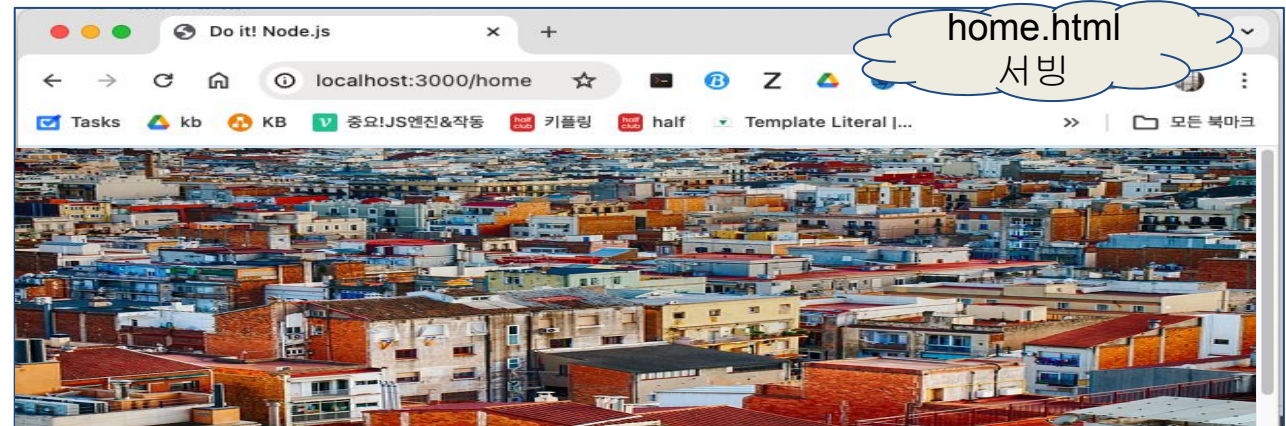 home.html
서빙
Do it! Node.js
localhost:3000/home
Tasks kb KB 중요!JS엔진&작동 기플링 half Template Literal |... 모든 북마크